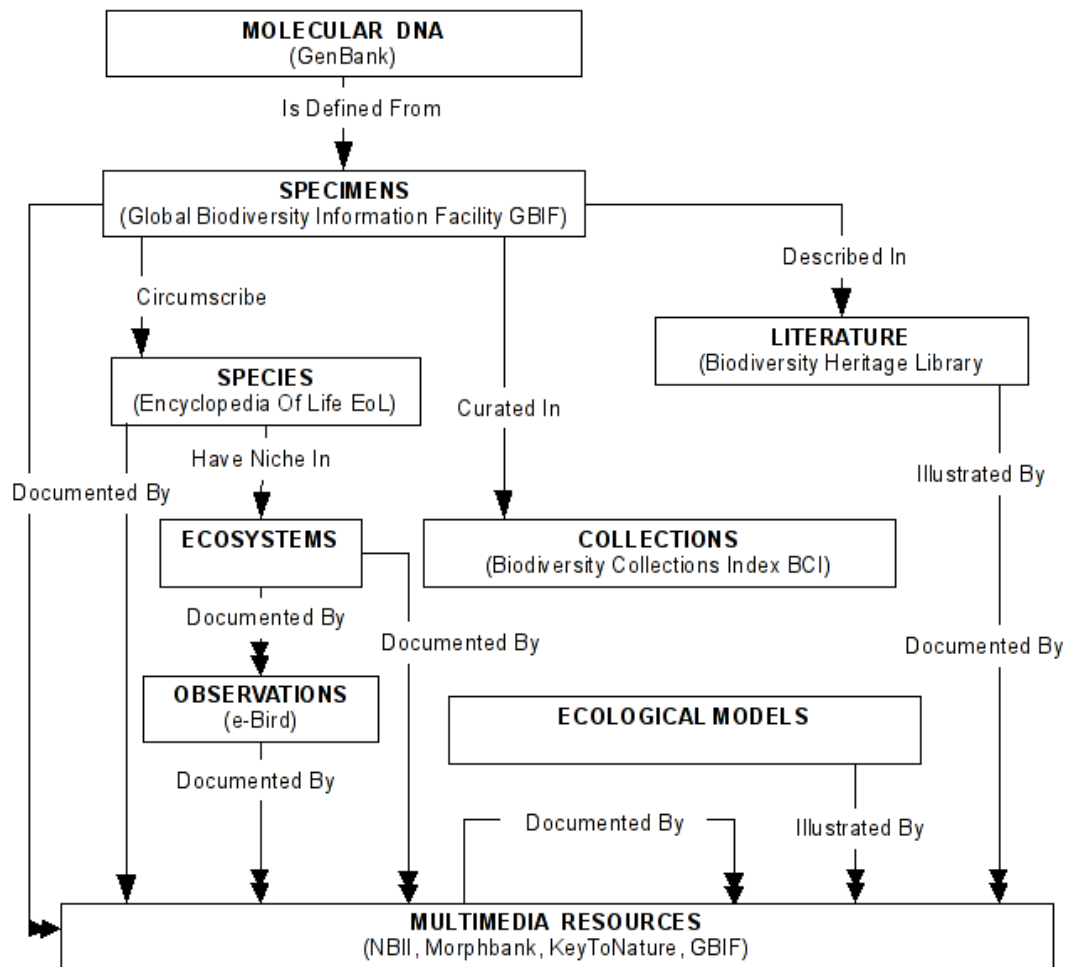 MOLECULAR DNA
(GenBank)
Is Defined From
SPECIMENS
(Global Biodiversity Information Facility GBIF)
Described In
Circumscribe
LITERATURE
(Biodiversity Heritage Library
SPECIES
(Encyclopedia Of Life EoL)
Curated In
Have Niche In
Illustrated By
Documented By
ECOSYSTEMS
COLLECTIONS
(Biodiversity Collections Index BCI)
Documented By
Documented By
Documented By
OBSERVATIONS
(e-Bird)
ECOLOGICAL MODELS
Documented By
Documented By
Illustrated By
MULTIMEDIA RESOURCES
(NBII, Morphbank, KeyToNature, GBIF)